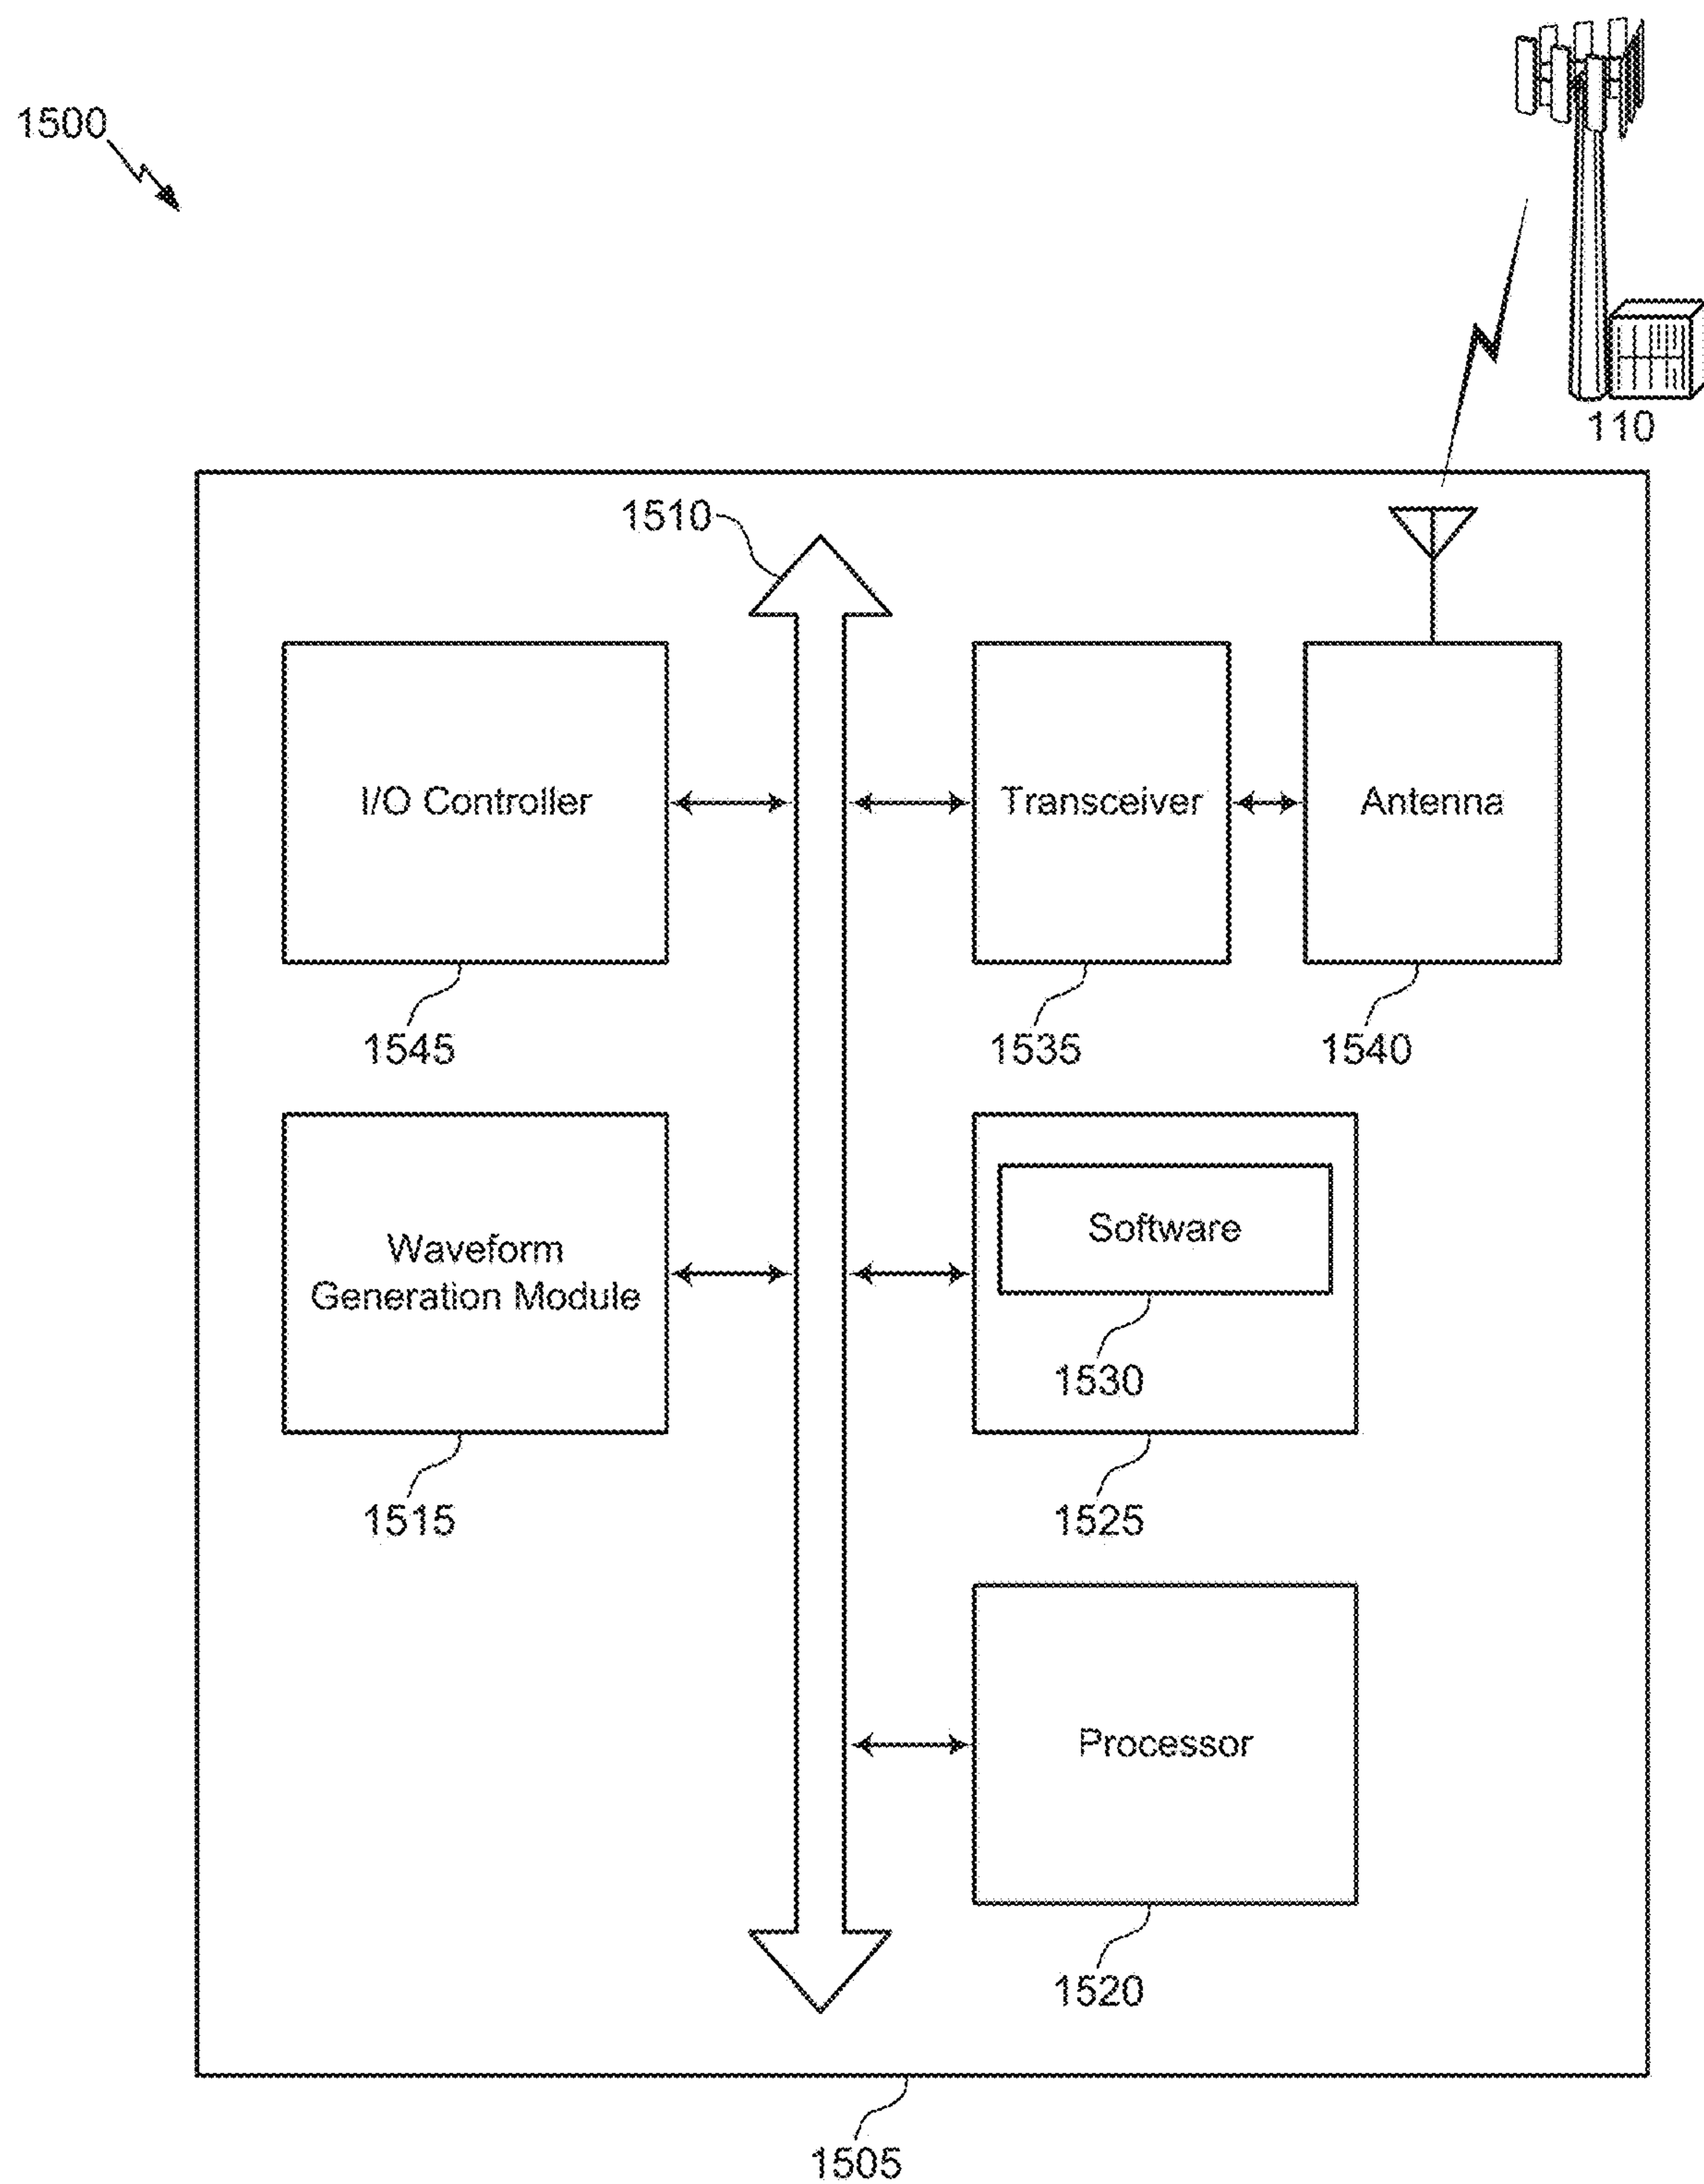 1500
110
1510
I/O Controller
Transceiver
Antenna
1545
1535
1540
Waveform
Generation Module
Software
1530
1515
1525
Processor
1520
1505